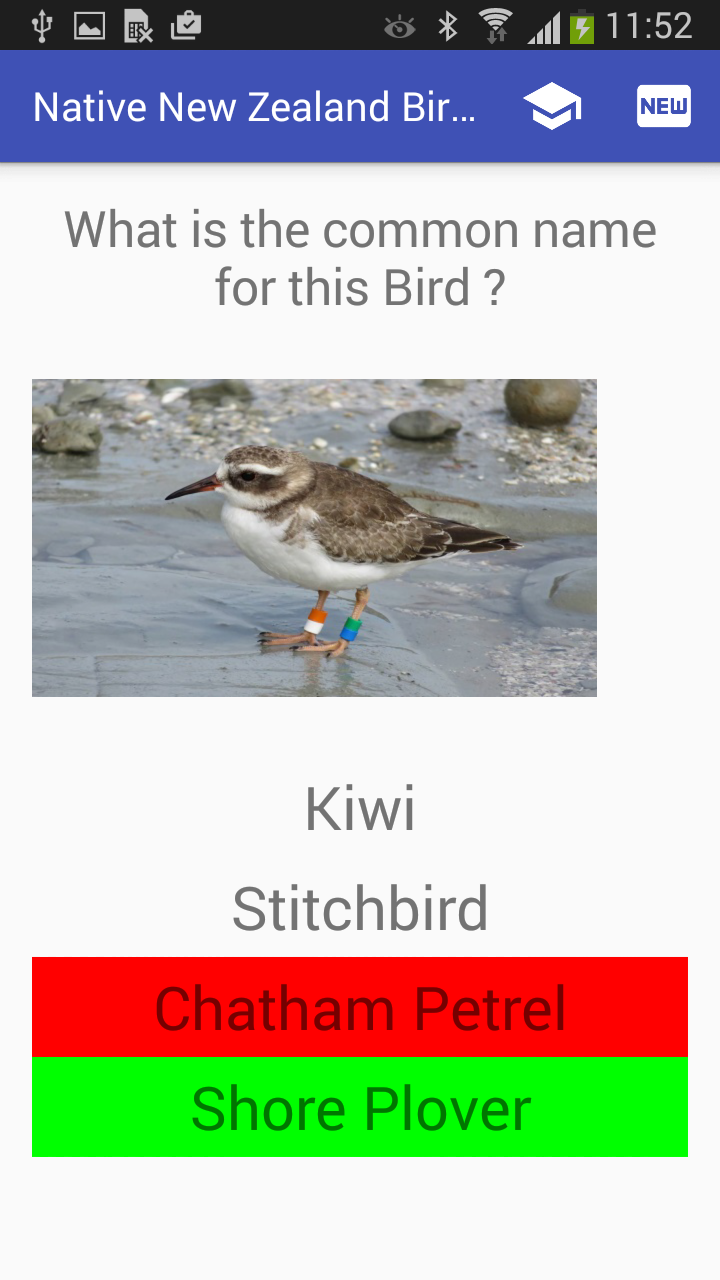 11:52
Native New Zealand Bir...
NEW
What is the common name
for this Bird ?
Kiwi
Stitchbird
Chatham Petrel
Shore Plover